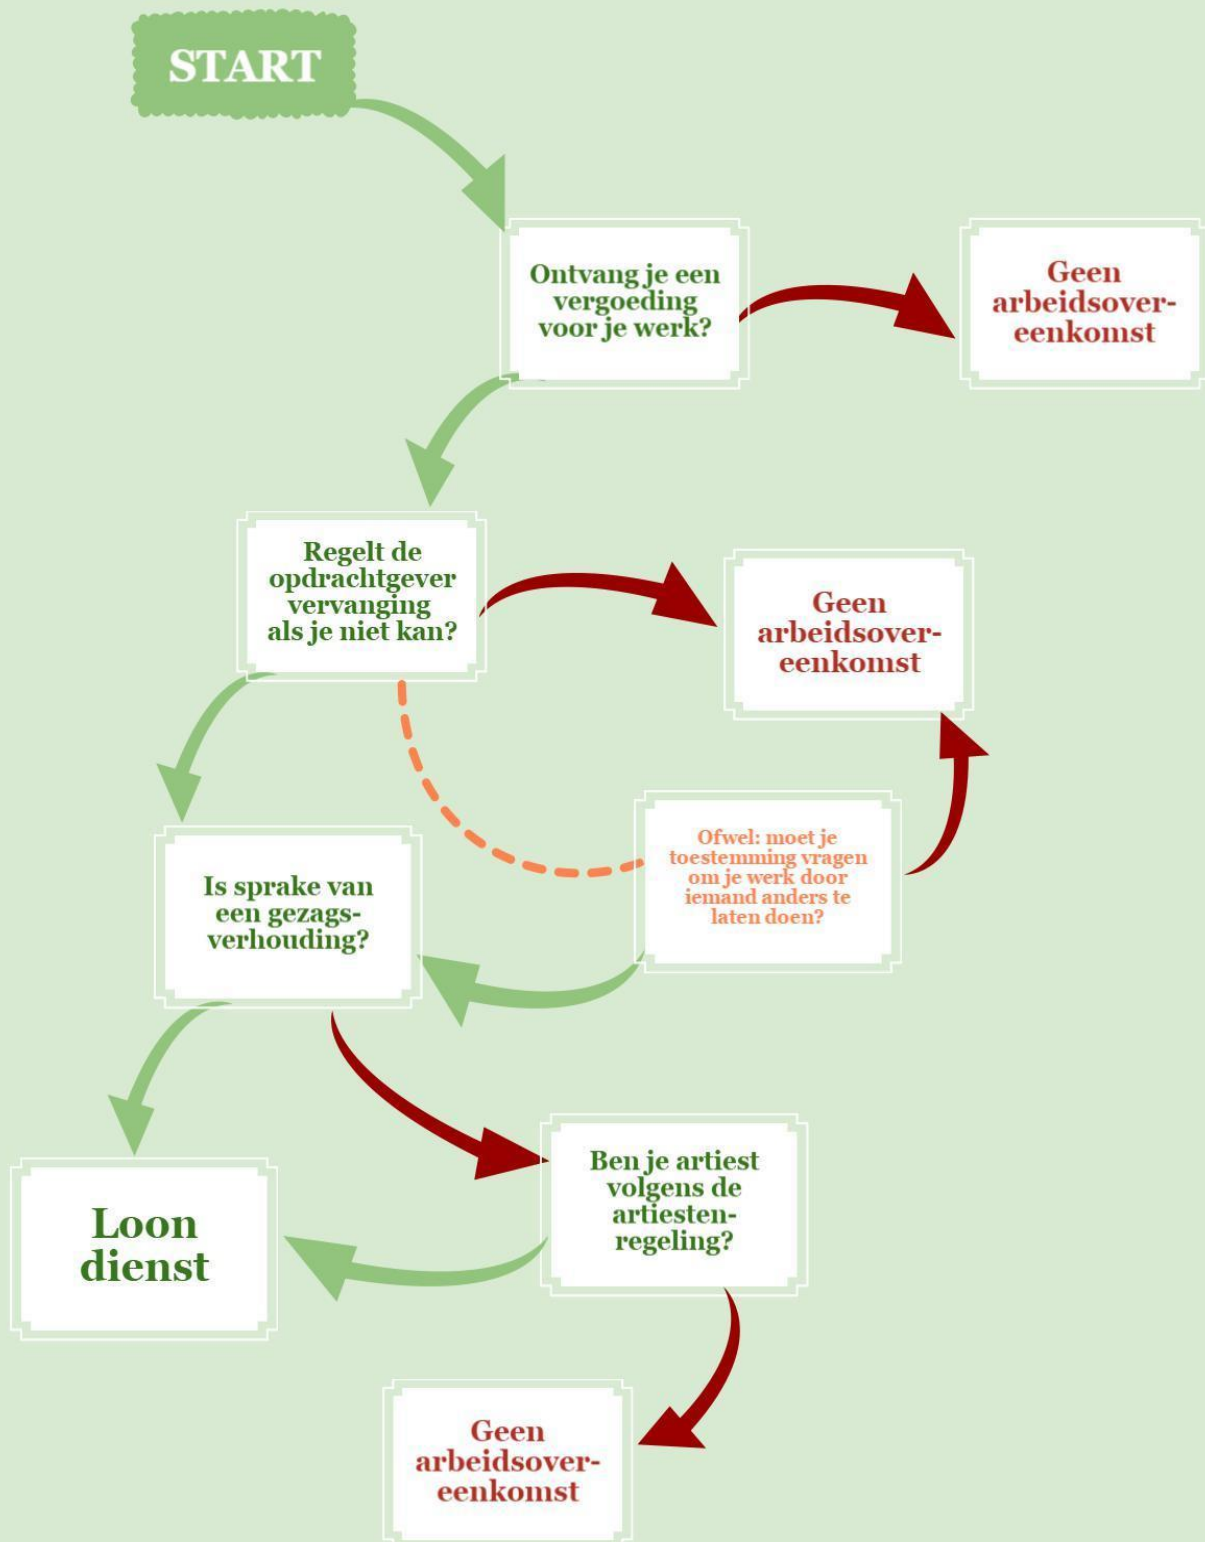 START
Ontvang je een
vergoeding
voor je werk?
Geen
arbeidsover-
eenkomst
Regelt de
opdrachtgever
vervanging
als je niet kan?
Geen
arbeidsover-
eenkomst
Ofwel: moet je
toestemming vragen
om je werk door
iemand anders te
laten doen?
Is sprake van
een gezags-
verhouding?
Ben je artiest
volgens de
artiesten-
regeling?
Loon
dienst
Geen
arbeidsover-
eenkomst